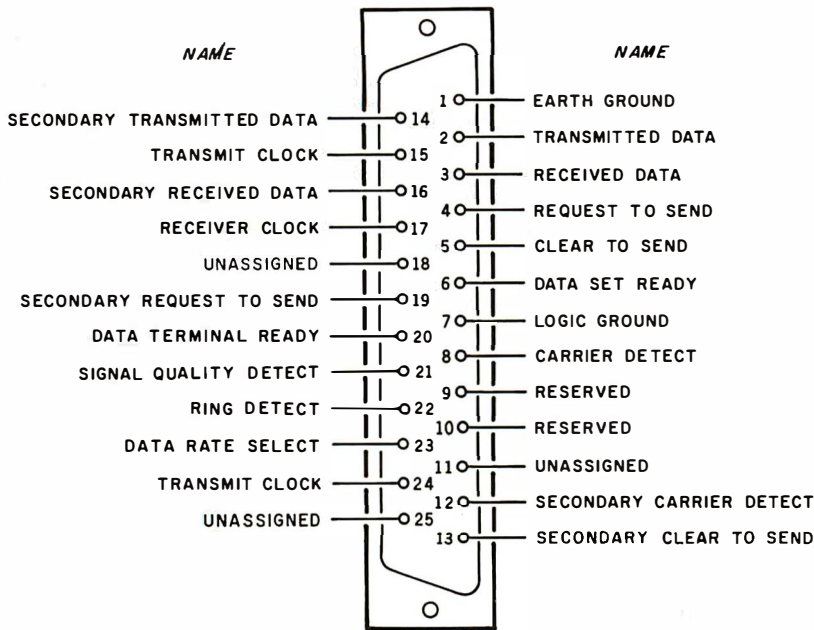 NAME
SECONDARY TRANSMITTED DATA 14
TRANSMIT CLOCK 15
SECONDARY RECEIVED DATA 16
RECEIVER CLOCK 17
UNASSIGNED 18
SECONDARY REQUEST TO SEND 19
DATA TERMINAL READY 20
SIGNAL QUALITY DETECT 21
RING DETECT 22
DATA RATE SELECT 23
TRANSMIT CLOCK 24
UNASSIGNED 25
NAME
1 EARTH GROUND
2 TRANSMITTED DATA
3 RECEIVED DATA
4 REQUEST TO SEND
5 CLEAR TO SEND
6 DATA SET READY
7 LOGIC GROUND
8 CARRIER DETECT
9 RESERVED
10 RESERVED
11 UNASSIGNED
12 SECONDARY CARRIER DETECT
13 SECONDARY CLEAR TO SEND